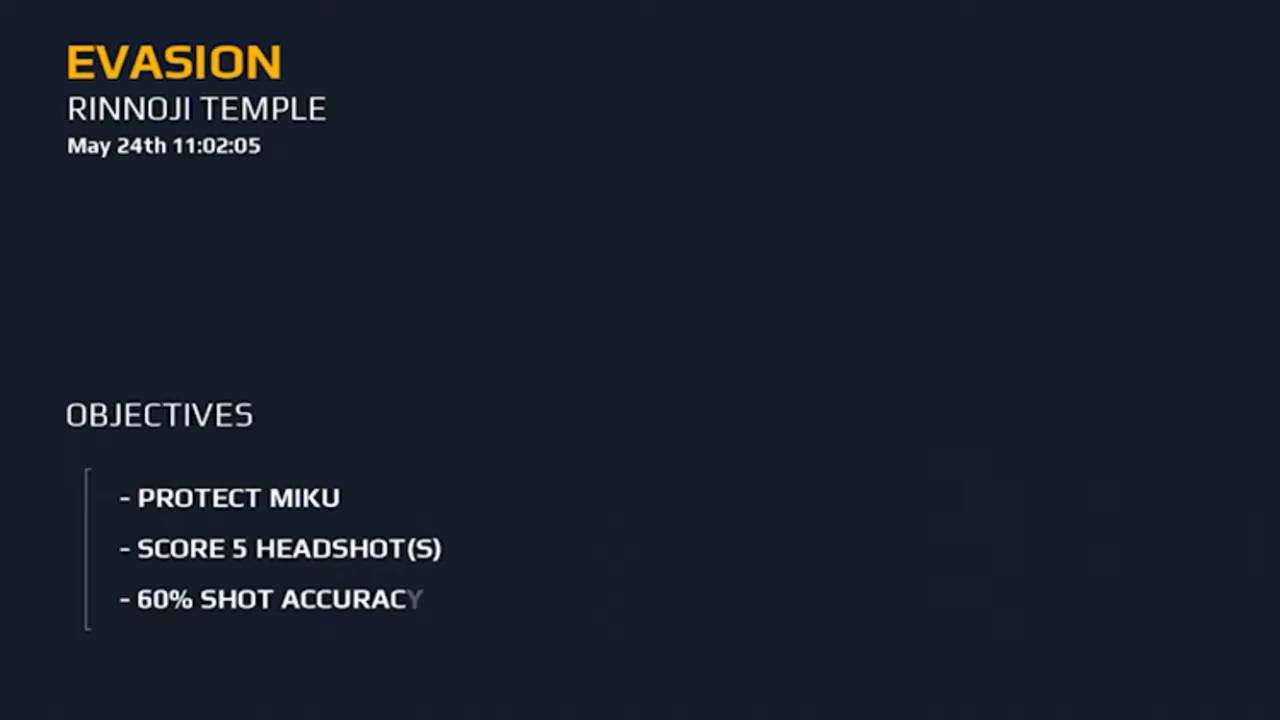 EVASION
RINNOJI TEMPLE
May 24th 11:02:05
OBJECTIVES
- PROTECT MIKU
- SCORE 5 HEADSHOT(S)
- 60% SHOT ACCURACY